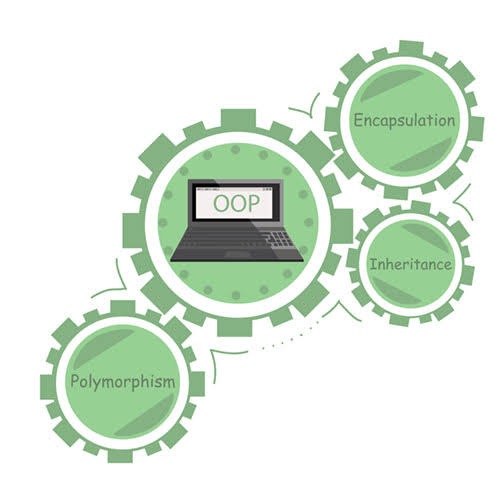 Encapsulation
OOP
Inheritance
Polymorphism